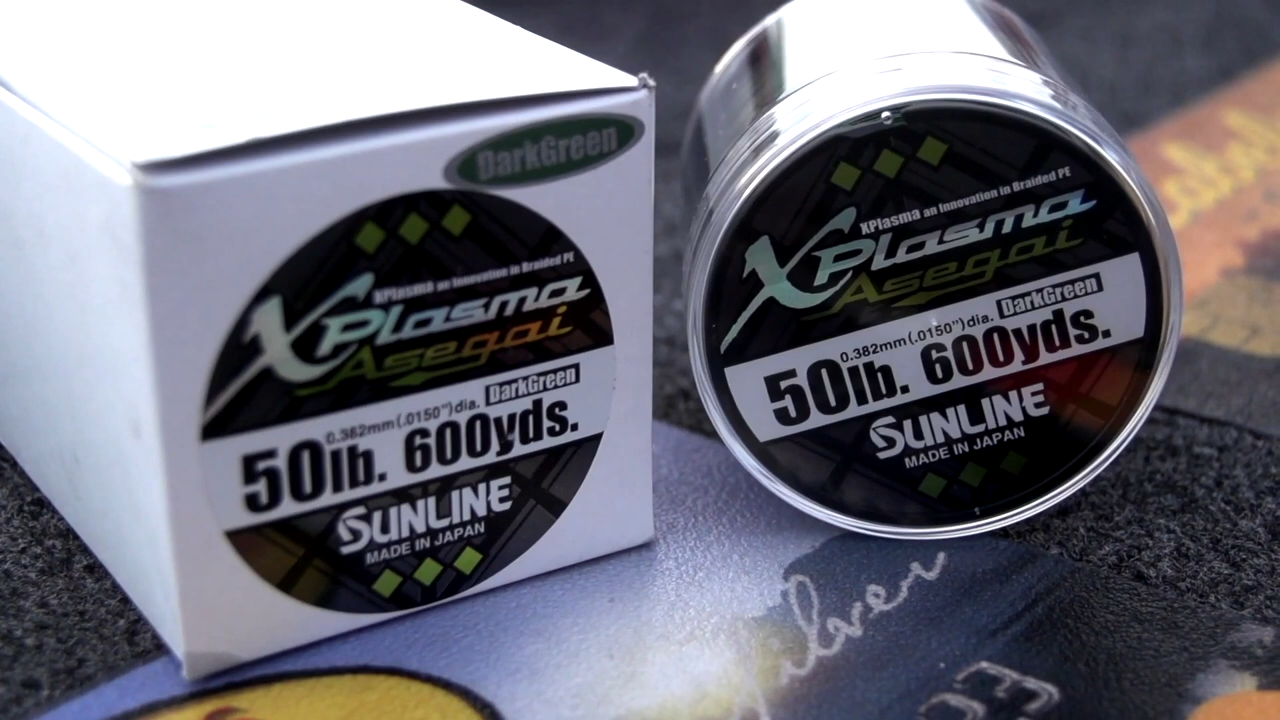 DarkGreen
XPlasma an Innovation in Braided PE
XPlasma
Asegai
0.382mm(.0150")dia. DarkGreen
50lb. 600yds.
SUNLINE
MADE IN JAPAN
XPlasma an Innovation in Braided PE
XPlasma
Asegai
0.382mm(.0150")dia. DarkGreen
50lb. 600yds.
SUNLINE
MADE IN JAPAN